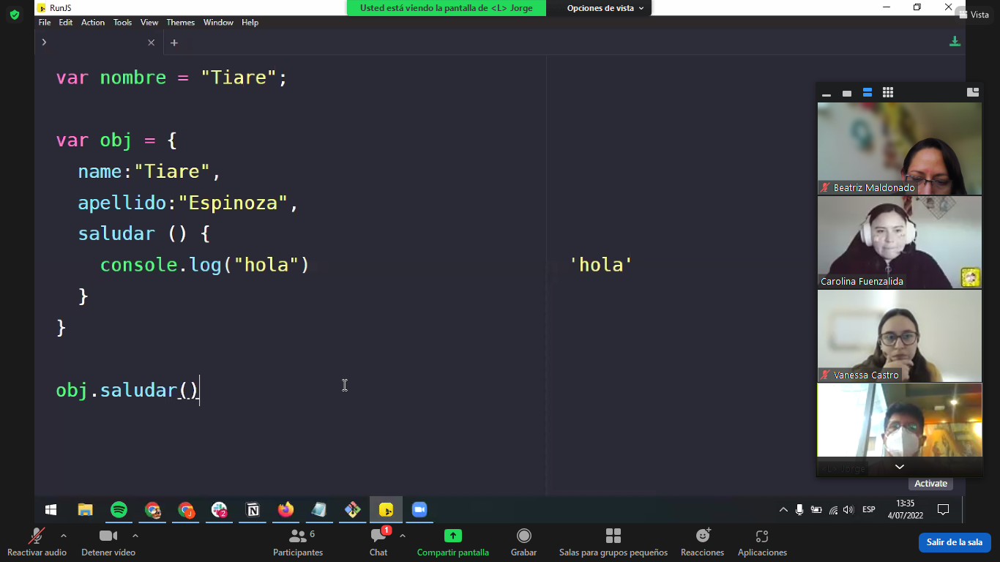 RunJS
Usted está viendo la pantalla de <L> Jorge
Opciones de vista
Vista
File Edit Action Tools View Themes Window Help
var nombre = "Tiare";
var obj = {
name:"Tiare",
apellido:"Espinoza",
saludar () {
console.log("hola")
'hola'
}
}
obj.saludar()
Beatriz Maldonado
Carolina Fuenzalida
Vanessa Castro
<L> Jorge
Activate
2
ESP
13:35
4/07/2022
Reactivar audio
Detener vídeo
Participantes
6
Chat
1
Compartir pantalla
Grabar
Salas para grupos pequeños
Reacciones
Aplicaciones
Salir de la sala